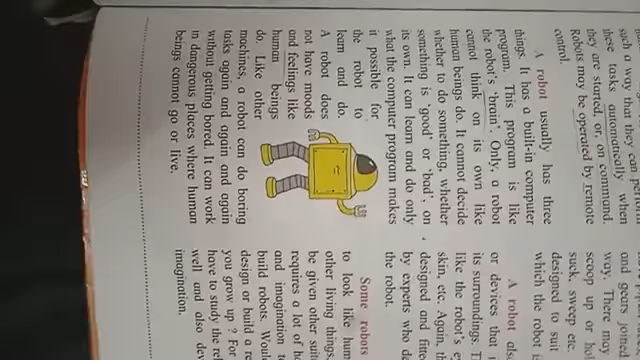 such a way that they can perform
these tasks automatically when
they are started, or, on command.
Robots may be operated by remote
control.
A robot usually has three
things. It has a built-in computer
program. This program is like
the robot's 'brain'. Only, a robot
cannot think on its own like
human beings do. It cannot decide
whether to do something, whether
something is 'good' or 'bad', on
its own. It can learn and do only
what the computer program makes
it possible for
the robot to
learn and do.
A robot does
not have moods
and feelings like
human beings
do. Like other
machines, a robot can do boring
tasks again and again and again
without getting bored. It can work
in dangerous places where human
beings cannot go or live.
and gears joined
way. There may
scoop up or
suck, sweep etc.
designed to suit
which the robot
A robot
or devices that
its surroundings.
like the robot's
skin, etc. Again,
designed and fitted
by experts who
the robot.
Some robots
to look like
other living things.
be given other
requires a lot of
and imagination
build robots.
design or build a
you grow up? For
have to study the
well and also
imagination.